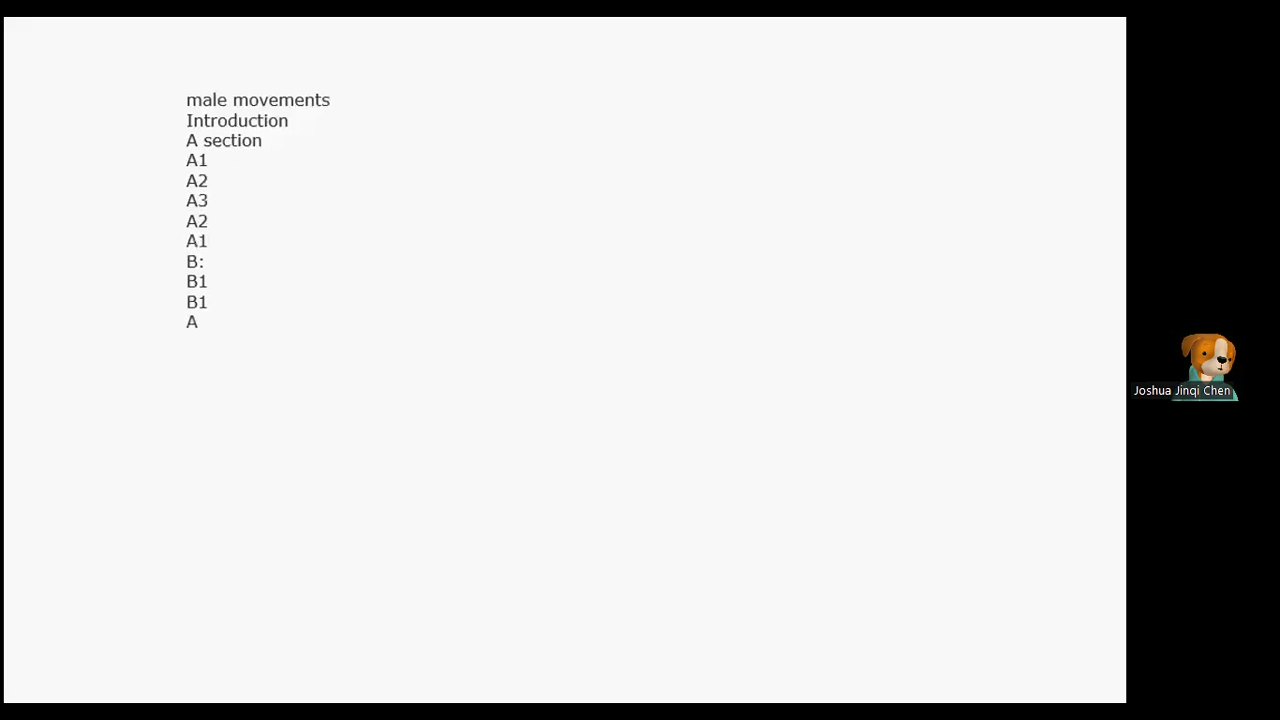 male movements
Introduction
A section
A1
A2
A3
A2
A1
B:
B1
B1
A
Joshua Jinqi Chen